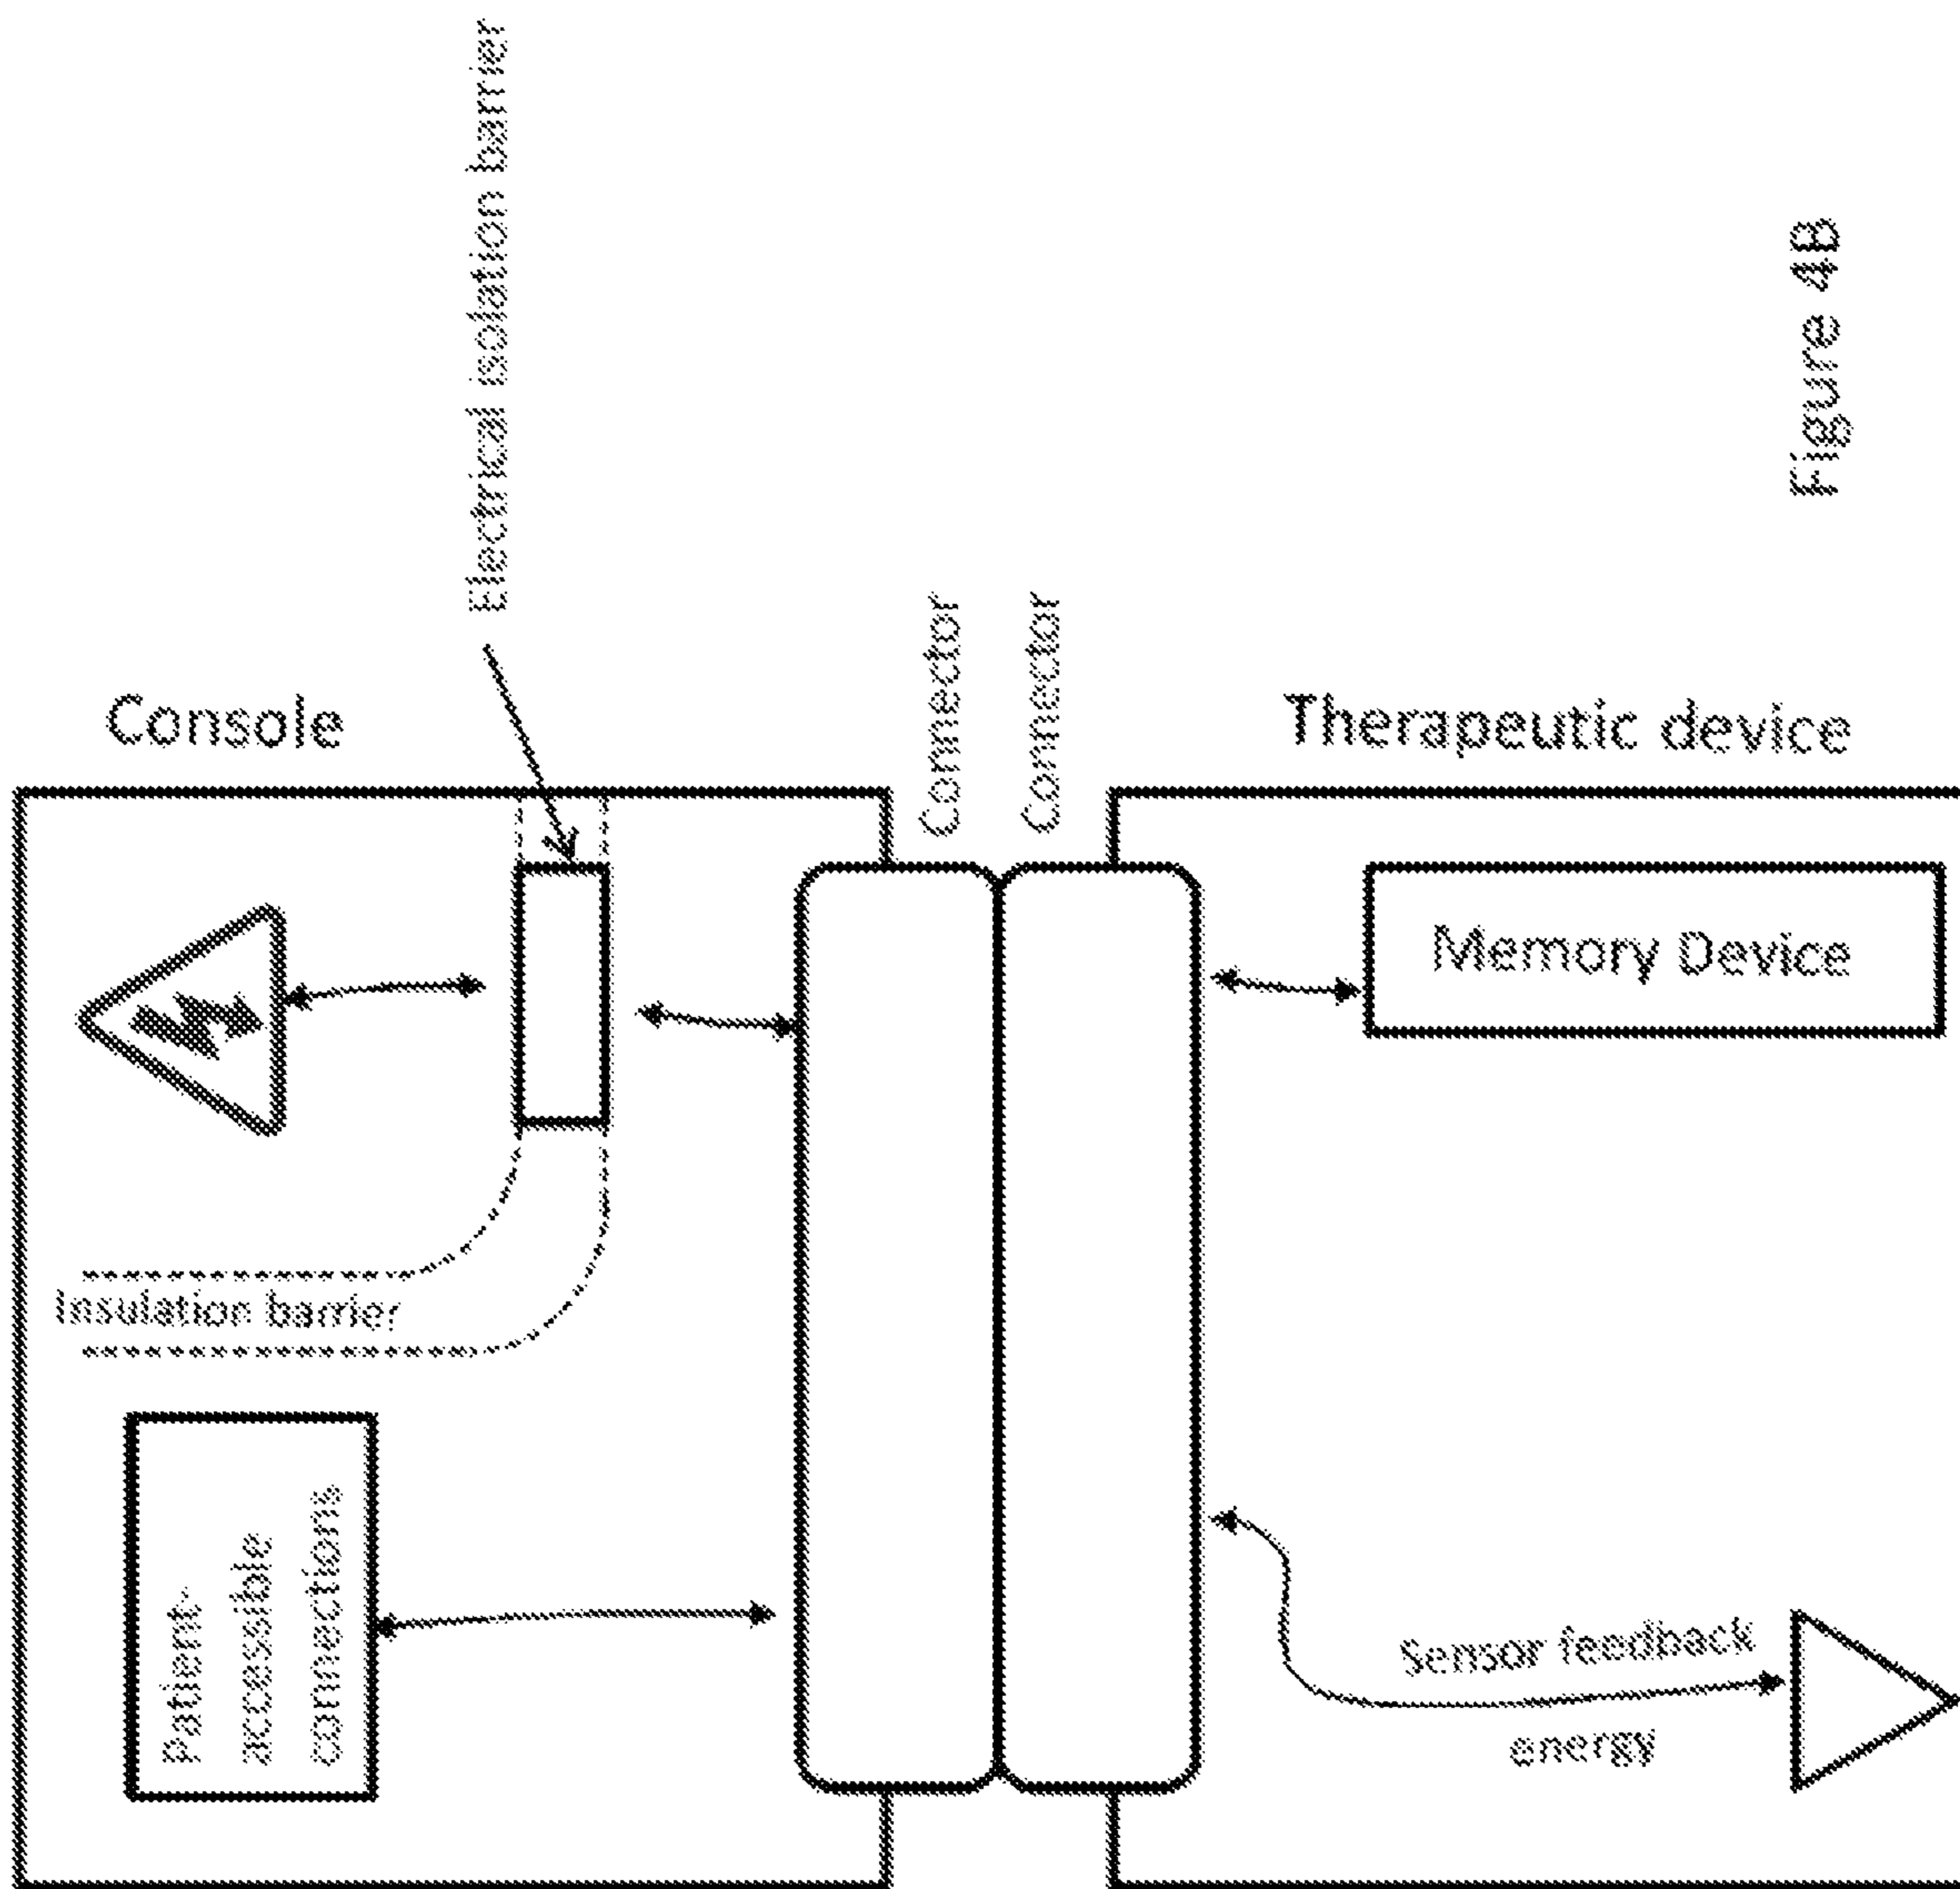 Console
Electrical isolation barrier
Insulation barrier
Patient-
accessible
connections
Connector
Connector
Therapeutic device
Memory Device
Sensor feedback
energy
Figure 4B